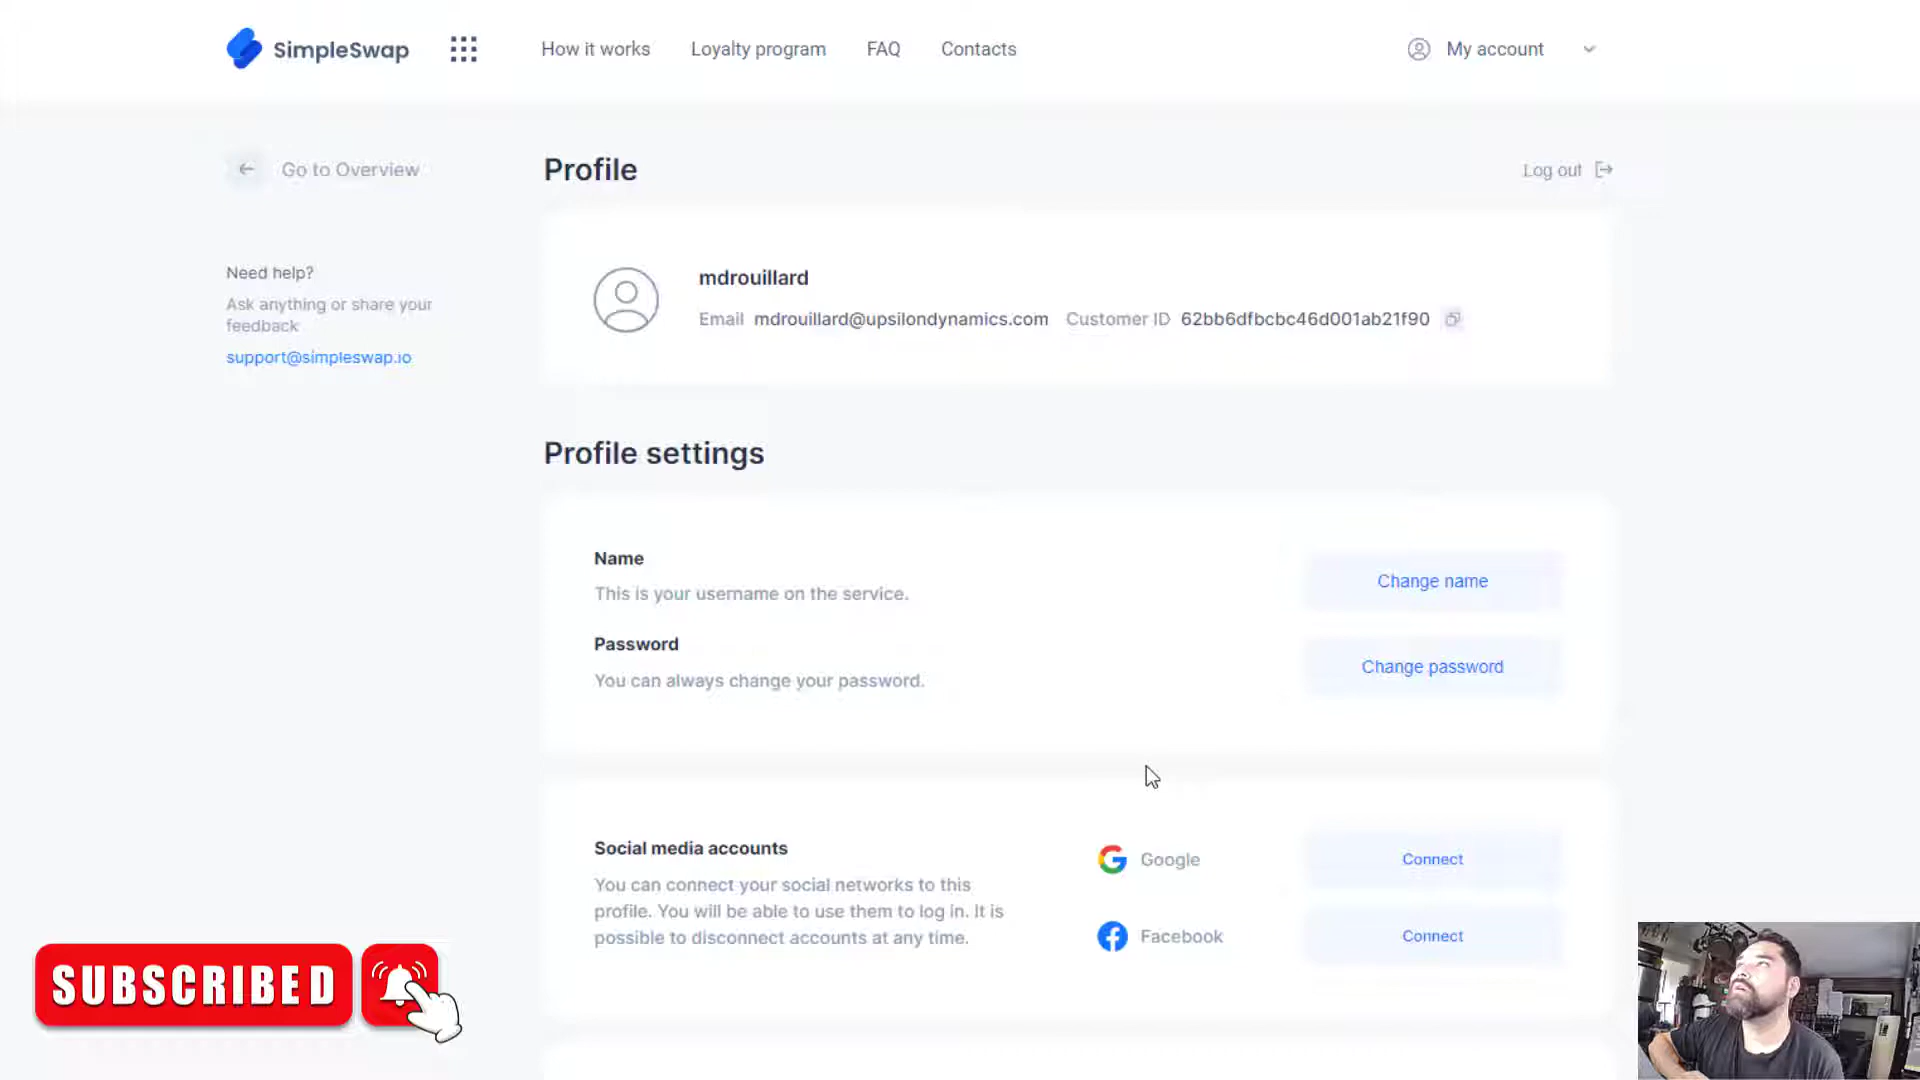 SimpleSwap
How it works
Loyalty program
FAQ
Contacts
My account
Go to Overview
Profile
Log out
Need help?
Ask anything or share your
feedback
support@simpleswap.io
mdrouillard
Email mdrouillard@upsilondynamics.com Customer ID 62bb6dfbcbc46d001ab21f90
Profile settings
Name
This is your username on the service.
Change name
Password
You can always change your password.
Change password
Social media accounts
You can connect your social networks to this
profile. You will be able to use them to log in. It is
possible to disconnect accounts at any time.
Google
Connect
Facebook
Connect
SUBSCRIBED